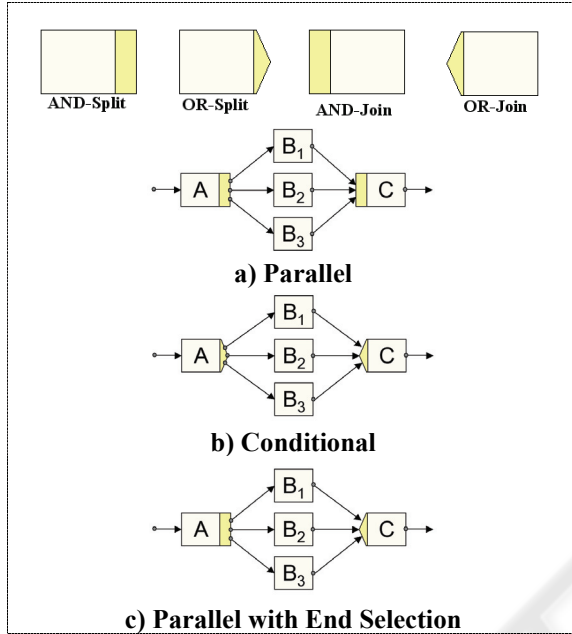 AND-Split OR-Split AND-Join OR-Join
B1
A B2 C
B3
a) Parallel
B1
A B2 C
B3
b) Conditional
B1
A B2 C
B3
c) Parallel with End Selection